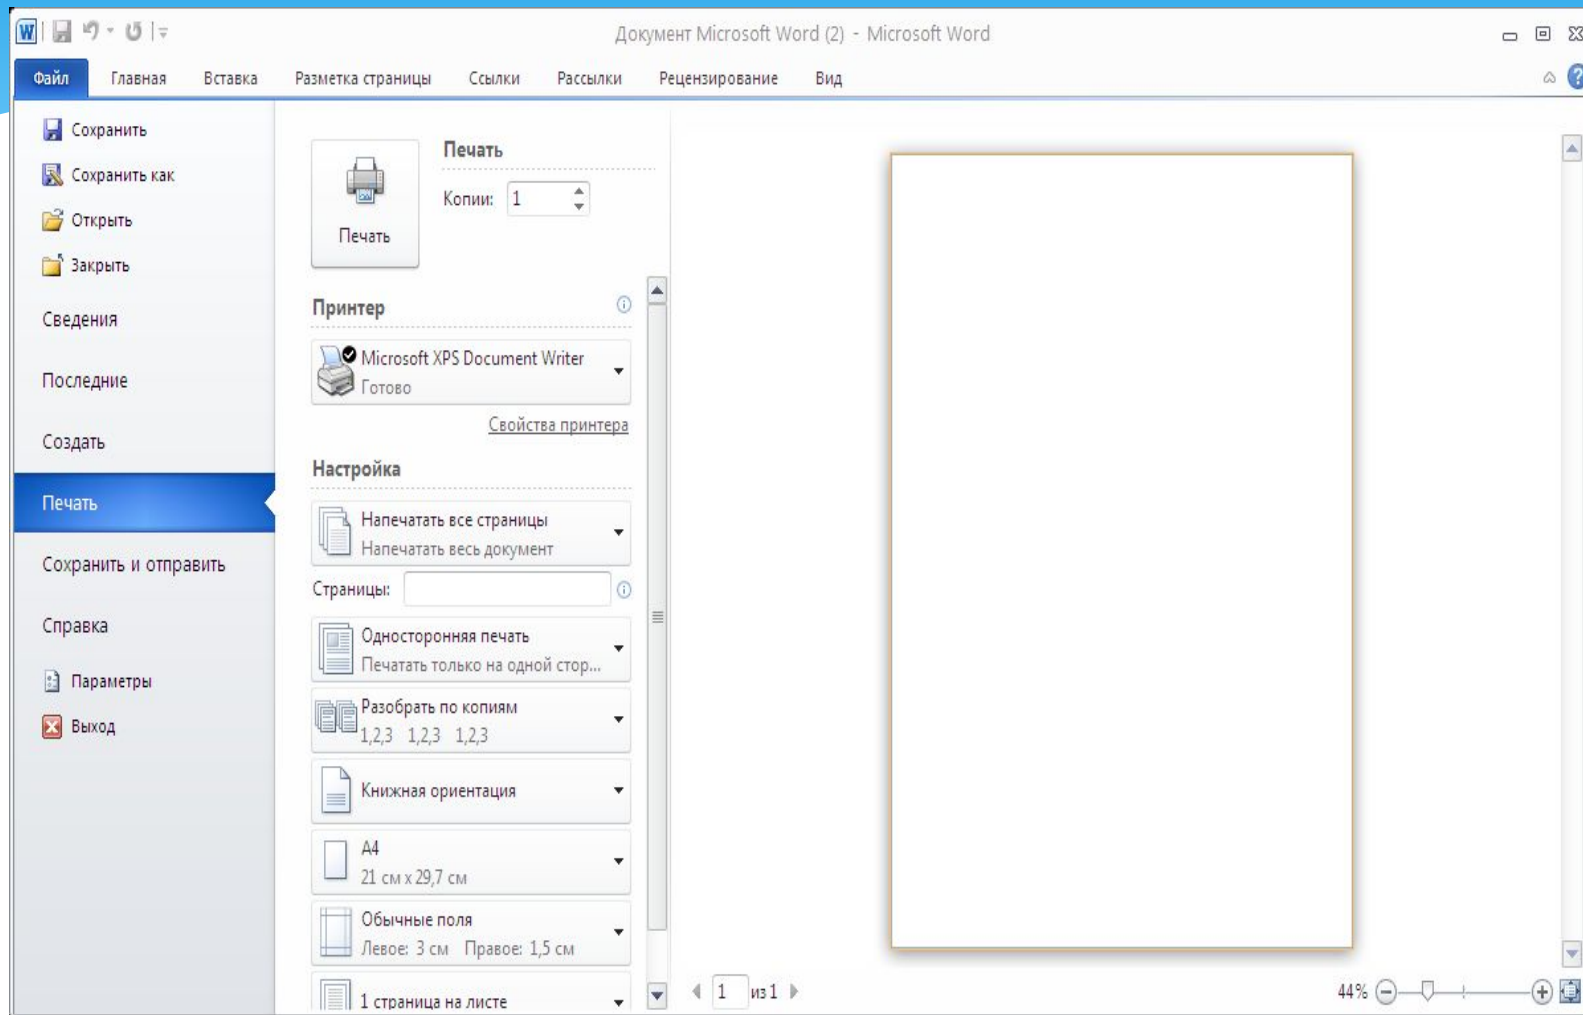 Документ Microsoft Word (2) - Microsoft Word
Файл Главная Вставка Разметка страницы Ссылки Рассылки Рецензирование Вид
Сохранить
Сохранить как
Открыть
Закрыть
Сведения
Последние
Создать
Печать
Сохранить и отправить
Справка
Параметры
Выход
Печать
Печать
Копии: 1
Принтер
Microsoft XPS Document Writer
Готово
Свойства принтера
Настройка
Напечатать все страницы
Напечатать весь документ
Страницы:
Односторонняя печать
Печатать только на одной стор...
Разобрать по копиям
1,2,3 1,2,3 1,2,3
Книжная ориентация
A4
21 см x 29,7 см
Обычные поля
Левое: 3 см Правое: 1,5 см
1 страница на листе
1 из 1
44%